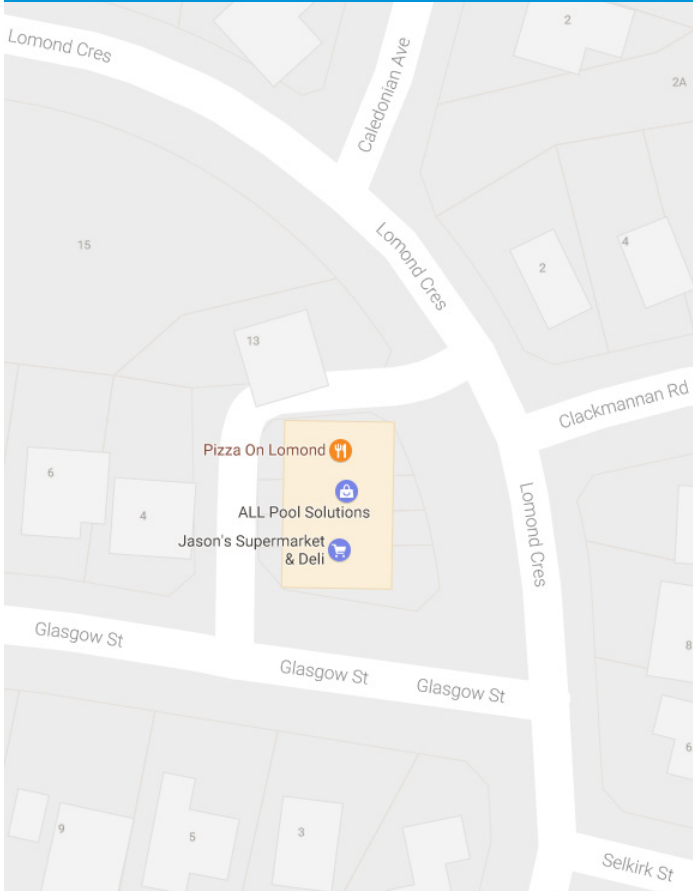 Lomond Cres
Caledonian Ave
2
2A
15
Lomond Cres
4
2
13
Clackmannan Rd
Pizza On Lomond
6
ALL Pool Solutions
4
Lomond Cres
Jason's Supermarket
& Deli
Glasgow St
8
Glasgow St
Glasgow St
6
9
5
3
Selkirk St